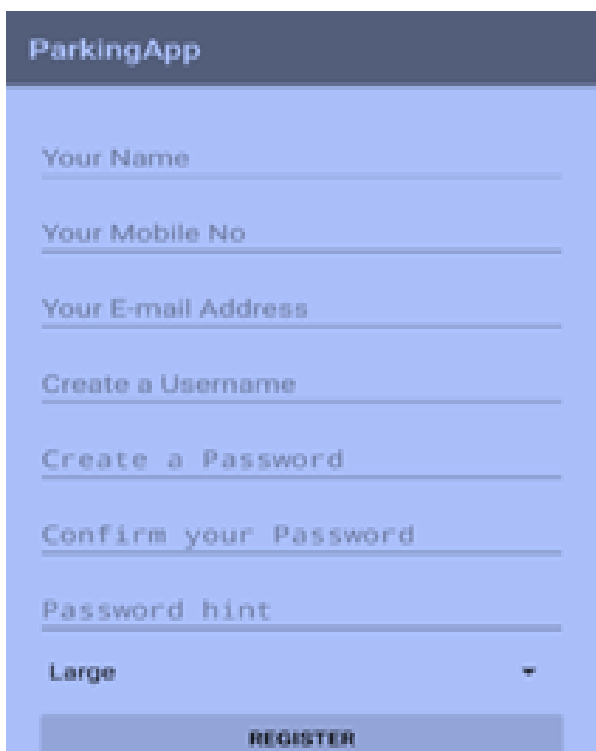 ParkingApp
Your Name
Your Mobile No
Your E-mail Address
Create a Username
Create a Password
Confirm your Password
Password hint
Large
REGISTER